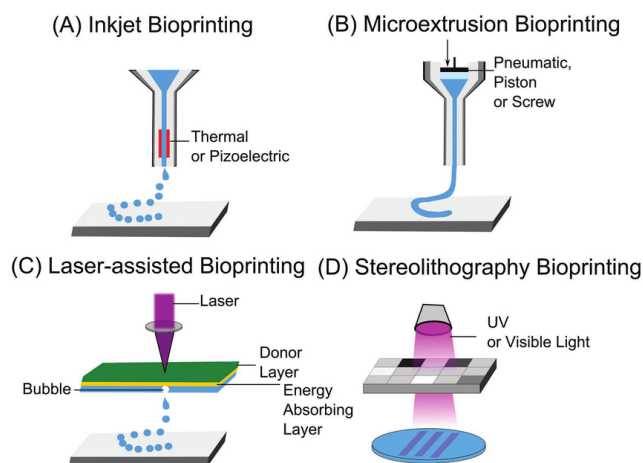 (A) Inkjet Bioprinting
Thermal
or Pizoelectric
(B) Microextrusion Bioprinting
Pneumatic,
Piston
or Screw
(C) Laser-assisted Bioprinting
Laser
Donor
Layer
Bubble
Energy
Absorbing
Layer
(D) Stereolithography Bioprinting
UV
or Visible Light